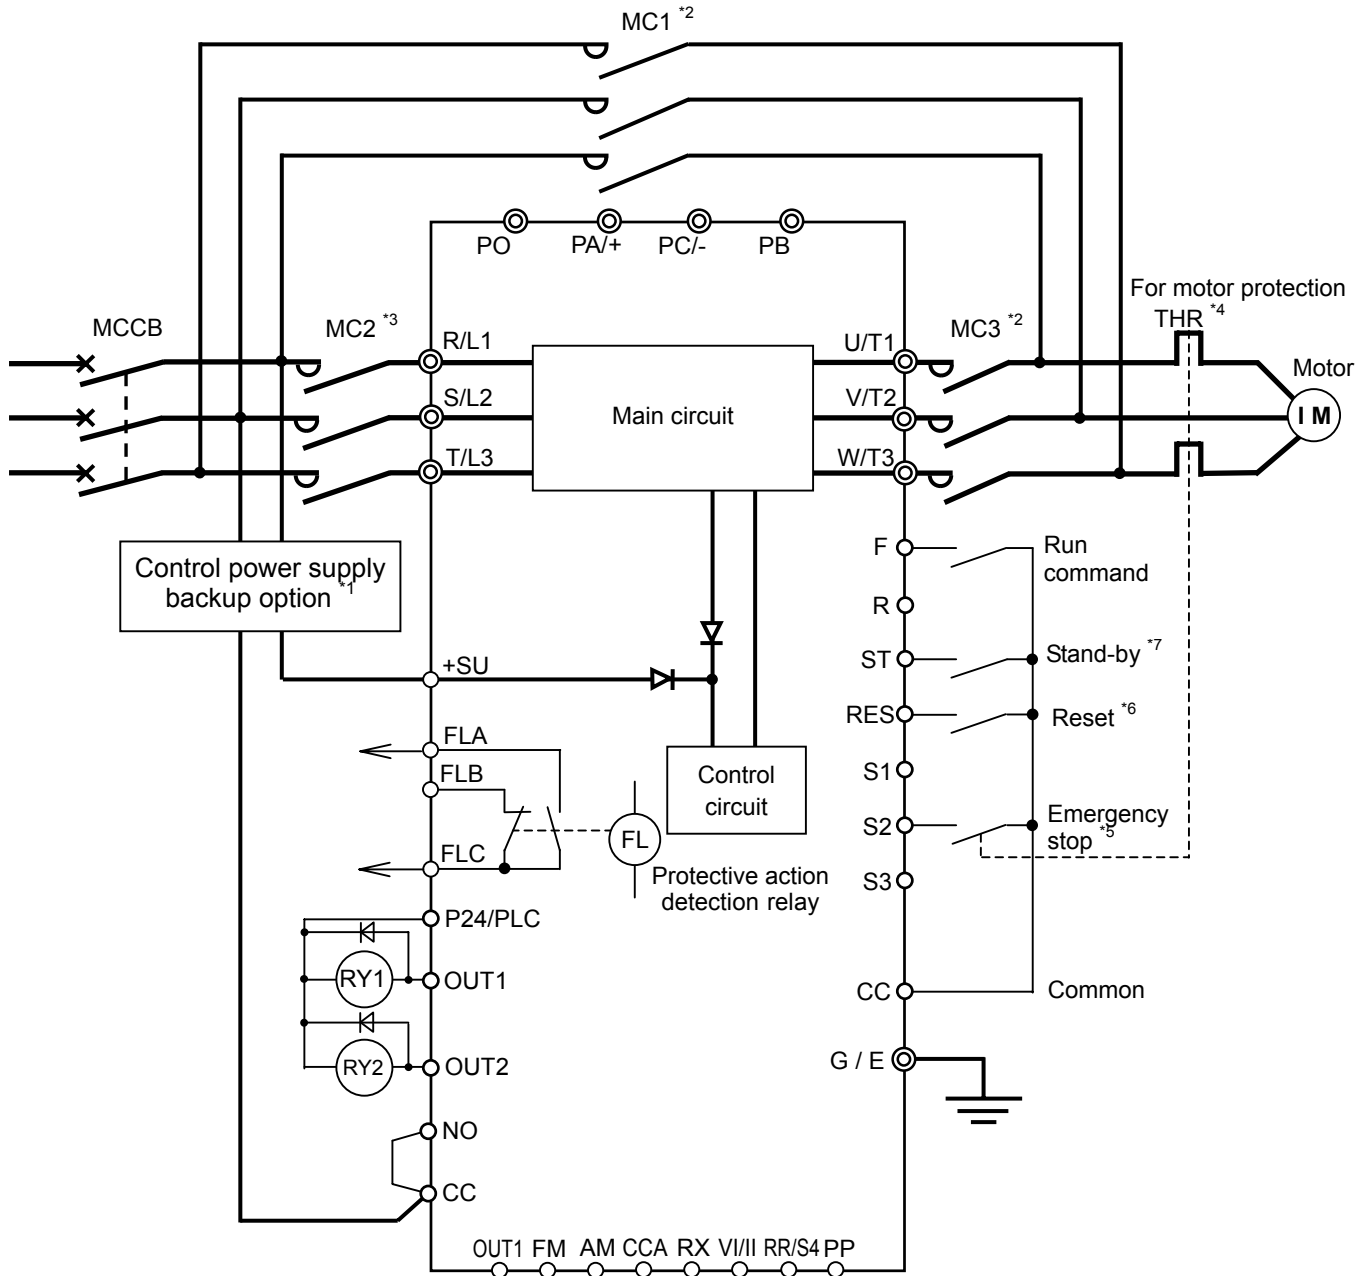 MC1 *2
PO
PA/+
PC/-
PB
For motor protection
THR *4
MCCB
MC2 *3
R/L1
U/T1
MC3 *2
Motor
S/L2
Main circuit
V/T2
I M
T/L3
W/T3
F
Run
command
Control power supply
backup option *1
R
+SU
ST
Stand-by *7
RES
Reset *6
FLA
FLB
Control
circuit
S1
S2
Emergency
stop *5
FL
FLC
Protective action
detection relay
S3
P24/PLC
RY1
OUT1
CC
Common
RY2
OUT2
G / E
NO
CC
OUT1 FM AM CCA RX VI/II RR/S4 PP